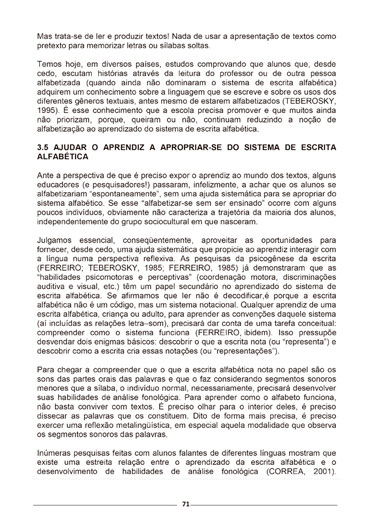 Mas trata-se de ler e produzir textos! Nada de usar a apresentação de textos como
pretexto para memorizar letras ou sílabas soltas.
Temos hoje, em diversos países, estudos comprovando que alunos que, desde
cedo, escutam histórias através da leitura do professor ou de outra pessoa
alfabetizada (quando ainda não dominaram o sistema de escrita alfabética)
adquirem um conhecimento sobre a linguagem que se escreve e sobre os usos dos
diferentes gêneros textuais, antes mesmo de estarem alfabetizados (TEBEROSKY,
1995). É esse conhecimento que a escola precisa promover e que muitos ainda
não priorizam, porque, queiram ou não, continuam reduzindo a noção de
alfabetização ao aprendizado do sistema de escrita alfabética.
3.5 AJUDAR O APRENDIZ A APROPRIAR-SE DO SISTEMA DE ESCRITA
ALFABÉTICA
Ante a perspectiva de que é preciso expor o aprendiz ao mundo dos textos, alguns
educadores (e pesquisadores!) passaram, infelizmente, a achar que os alunos se
alfabetizariam “espontaneamente”, sem uma ajuda sistemática para se apropriar do
sistema alfabético. Se esse “alfabetizar-se sem ser ensinado” ocorre com alguns
poucos indivíduos, obviamente não caracteriza a trajetória da maioria dos alunos,
independentemente do grupo sociocultural em que nasceram.
Julgamos essencial, conseqüentemente, aproveitar as oportunidades para
fornecer, desde cedo, uma ajuda sistemática que propicie ao aprendiz interagir com
a língua numa perspectiva reflexiva. As pesquisas da psicogênese da escrita
(FERREIRO; TEBEROSKY, 1985; FERREIRO, 1985) já demonstraram que as
“habilidades psicomotoras e perceptivas” (coordenação motora, discriminações
auditiva e visual, etc.) têm um papel secundário no aprendizado do sistema de
escrita alfabética. Se afirmamos que ler não é decodificar,é porque a escrita
alfabética não é um código, mas um sistema notacional. Qualquer aprendiz de uma
escrita alfabética, criança ou adulto, para aprender as convenções daquele sistema
(aí incluídas as relações letra–som), precisará dar conta de uma tarefa conceitual:
compreender como o sistema funciona (FERREIRO, ibidem). Isso pressupõe
desvendar dois enigmas básicos: descobrir o que a escrita nota (ou “representa”) e
descobrir como a escrita cria essas notações (ou “representações”).
Para chegar a compreender que o que a escrita alfabética nota no papel são os
sons das partes orais das palavras e que o faz considerando segmentos sonoros
menores que a sílaba, o indivíduo normal, necessariamente, precisará desenvolver
suas habilidades de análise fonológica. Para aprender como o alfabeto funciona,
não basta conviver com textos. É preciso olhar para o interior deles, é preciso
dissecar as palavras que os constituem. Dito de forma mais precisa, é preciso
exercer uma reflexão metalingüística, em especial aquela modalidade que observa
os segmentos sonoros das palavras.
Inúmeras pesquisas feitas com alunos falantes de diferentes línguas mostram que
existe uma estreita relação entre o aprendizado da escrita alfabética e o
desenvolvimento de habilidades de análise fonológica (CORREA, 2001).
71